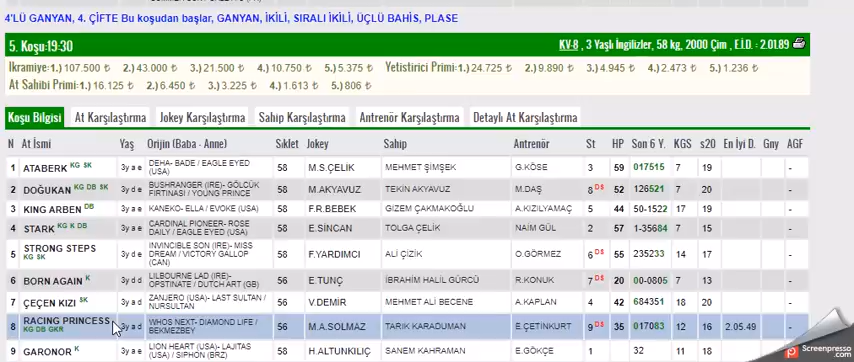 4'LÜ GANYAN, 4. ÇİFTE Bu koşudan başlar, GANYAN, İKİLİ, SIRALI İKİLİ, ÜÇLÜ BAHİS, PLASE
5. Koşu:19:30 KV-8 , 3 Yaşlı İngilizler, 58 kg, 2000 Çim , E.İ.D. : 2.01.89
İkramiye: 1.) 107.500 ₺ 2.) 43.000 ₺ 3.) 21.500 ₺ 4.) 10.750 ₺ 5.) 5.375 ₺ Yetistirici Primi: 1.) 24.725 ₺ 2.) 9.890 ₺ 3.) 4.945 ₺ 4.) 2.473 ₺ 5.) 1.236 ₺
At Sahibi Primi: 1.) 16.125 ₺ 2.) 6.450 ₺ 3.) 3.225 ₺ 4.) 1.613 ₺ 5.) 806 ₺
Koşu Bilgisi At Karşılaştırma Jokey Karşılaştırma Sahip Karşılaştırma Antrenör Karşılaştırma Detaylı At Karşılaştırma
N At İsmi Yaş Orijin (Baba - Anne) Sıklet Jokey Sahip Antrenör St HP Son 6 Y. KGS s20 En İyi D. Gny AGF
1 ATABERK KG SK 3y a e DEHA- BADE / EAGLE EYED (USA) 58 M.S.ÇELİK MEHMET ŞİMŞEK G.KÖSE 3 59 017515 7 19 -
2 DOĞUKAN KG DB SK 3y d e BUSHRANGER (IRE)- GÖLCÜK FIRTINASI / YOUNG PRINCE 58 M.AKYAVUZ TEKİN AKYAVUZ M.DAŞ 8 DS 52 126521 7 20 -
3 KING ARBEN DB 3y a e KANEKO- ELLA / EVOKE (USA) 58 F.R.BEBEK GİZEM ÇAKMAKOĞLU A.KIZILYAMAÇ 5 44 50-1522 17 19 -
4 STARK KG K DB 3y a e CARDINAL PIONEER- ROSE DAILY / EAGLE EYED (USA) 58 E.SİNCAN TOLGA ÇELİK NAİM GÜL 2 57 1-35684 7 15 -
5 STRONG STEPS KG SK 3y d e INVINCIBLE SON (IRE)- MISS DREAM / VICTORY GALLOP (CAN) 58 F.YARDIMCI ALİ ÇİZİK O.GÖRMEZ 6 DS 55 235233 14 17 -
6 BORN AGAIN K 3y d d LILBOURNE LAD (IRE)- OPSTINATE / DUTCH ART (GB) 56 E.TUNÇ İBRAHİM HALİL GÜRCÜ R.KONUK 7 DS 20 00-0805 7 13 -
7 ÇEÇEN KIZI SK 3y a d ZANJERO (USA)- LAST SULTAN / NURSULTAN 56 V.DEMİR MEHMET ALİ BECENE A.KAPLAN 4 42 684351 18 20 -
8 RACING PRINCESS KG DB GKR 3y a d WHOS NEXT- DIAMOND LIFE / BEKMEZBEY 56 M.A.SOLMAZ TARIK KARADUMAN E.ÇETİNKURT 9 DS 35 017083 12 16 2.05.49 -
9 GARONOR K LION HEART (USA)- LAJITAS (USA) / SIPHON (BRZ) H.ALTUNKILIÇ SANEM KAHRAMAN E.GÖKÇE 1 32 11 18
Screenpresso
.com